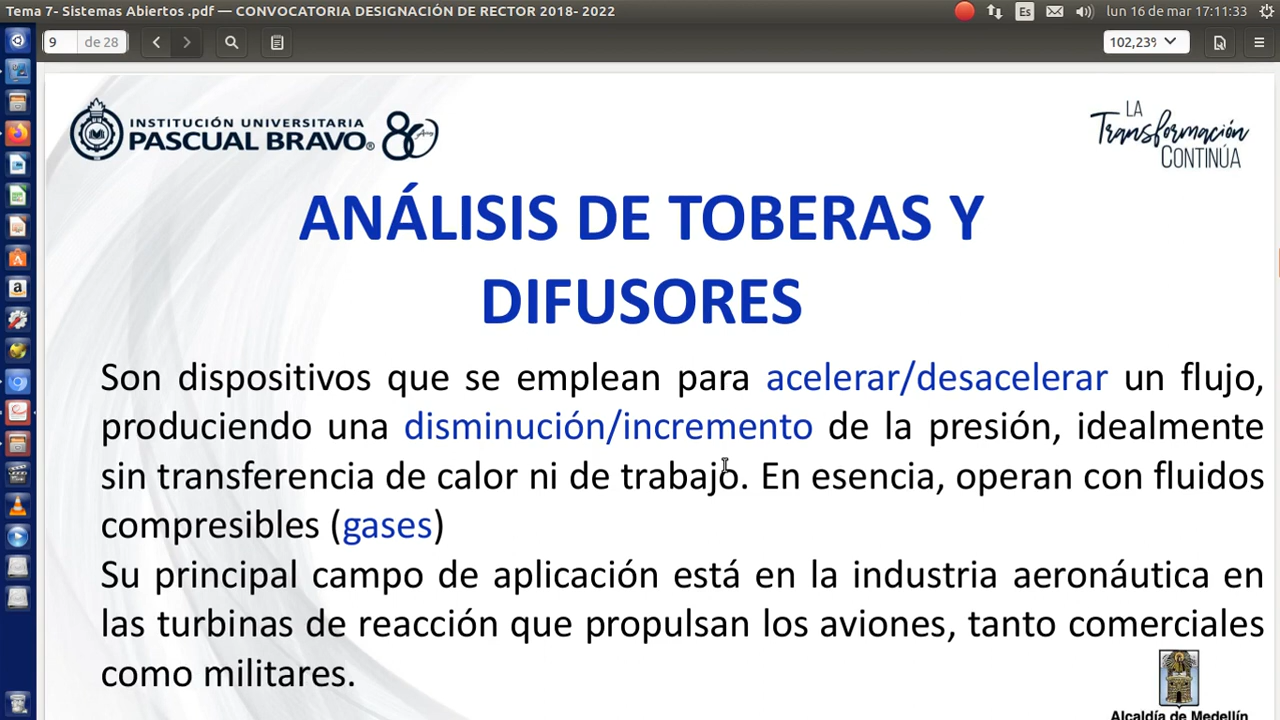 Tema 7- Sistemas Abiertos .pdf — CONVOCATORIA DESIGNACIÓN DE RECTOR 2018- 2022
Es
lun 16 de mar 17:11:33
9 de 28
102,23%
INSTITUCIÓN UNIVERSITARIA
PASCUAL BRAVO® 80 Años
LA
Transformación
CONTINÚA
ANÁLISIS DE TOBERAS Y
DIFUSORES
Son dispositivos que se emplean para acelerar/desacelerar un flujo,
produciendo una disminución/incremento de la presión, idealmente
sin transferencia de calor ni de trabajo. En esencia, operan con fluidos
compresibles (gases)
Su principal campo de aplicación está en la industria aeronáutica en
las turbinas de reacción que propulsan los aviones, tanto comerciales
como militares.
Alcaldía de Medellín